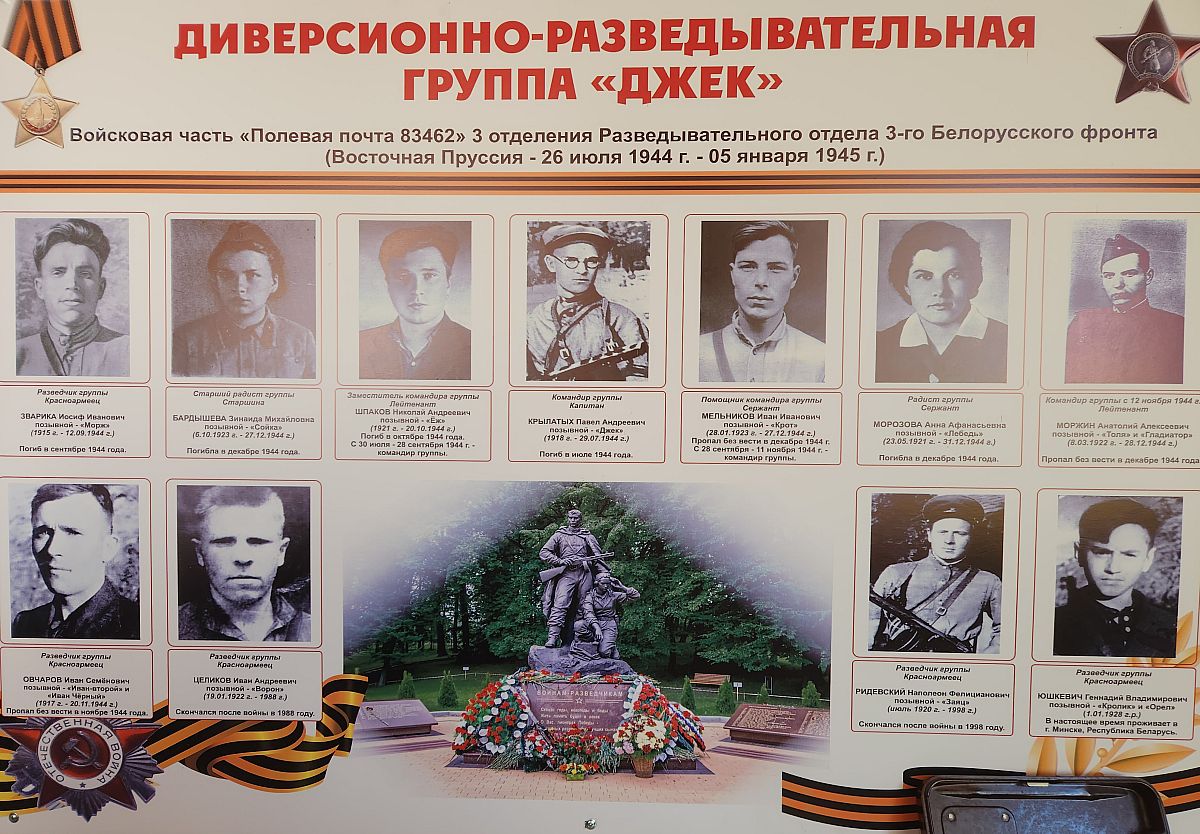 ДИВЕРСИОННО-РАЗВЕДЫВАТЕЛЬНАЯ
ГРУППА «ДЖЕК»
Войсковая часть «Полевая почта 83462» 3 отделения Разведывательного отдела 3-го Белорусского фронта
(Восточная Пруссия - 26 июля 1944 г. - 05 января 1945 г.)
Разведчик группы
Красноармеец
ЗВАРИКА Иосиф Иванович
позывной - «Морж»
(1915 г. - 12.09.1944 г.)
Погиб в сентябре 1944 года.
Старший радист группы
Старшина
БАРДЫШЕВА Зинаида Михайловна
позывной - «Сойка»
(6.10.1923 г. - 27.12.1944 г.)
Погибла в декабре 1944 года.
Заместитель командира группы
Лейтенант
ШПАКОВ Николай Андреевич
позывной - «Ёж»
(1921 г. - 20.10.1944 г.)
Погиб в октябре 1944 года.
С 30 июля - 28 сентября 1944 г. -
командир группы.
Командир группы
Капитан
КРЫЛАТЫХ Павел Андреевич
позывной - «Джек»
(1918 г. - 29.07.1944 г.)
Погиб в июле 1944 года.
Помощник командира группы
Сержант
МЕЛЬНИКОВ Иван Иванович
позывной - «Крот»
(28.01.1923 г. - 27.12.1944 г.)
Пропал без вести в декабре 1944 г.
С 28 сентября - 11 ноября 1944 г. -
командир группы.
Радист группы
Сержант
МОРОЗОВА Анна Афанасьевна
позывной - «Лебедь»
(23.05.1921 г. - 31.12.1944 г.)
Погибла в декабре 1944 года.
Командир группы с 12 ноября 1944 г.
Лейтенант
МОРЖИН Анатолий Алексеевич
позывной - «Толя» и «Гладиатор»
(8.03.1922 г. - 28.12.1944 г.)
Пропал без вести в декабре 1944 года.
Разведчик группы
Красноармеец
ОВЧАРОВ Иван Семёнович
позывной - «Иван-второй» и
«Иван Чёрный»
(1917 г. - 20.11.1944 г.)
Пропал без вести в ноябре 1944 года.
Разведчик группы
Красноармеец
ЦЕЛИКОВ Иван Андреевич
позывной - «Ворон»
(19.01.1922 г. - 1988 г.)
Скончался после войны в 1988 году.
ВОИНАМ-РАЗВЕДЧИКАМ
Разведчик группы
Красноармеец
РИДЕВСКИЙ Наполеон Фелицианович
позывной - «Заяц»
(июль 1920 г. - 1998 г.)
Скончался после войны в 1998 году.
Разведчик группы
Красноармеец
ЮШКЕВИЧ Геннадий Владимирович
позывной - «Кролик» и «Орел»
(1.01.1928 г.р.)
В настоящее время проживает в
г. Минске, Республика Беларусь.
ОТЕЧЕСТВЕННАЯ ВОЙНА